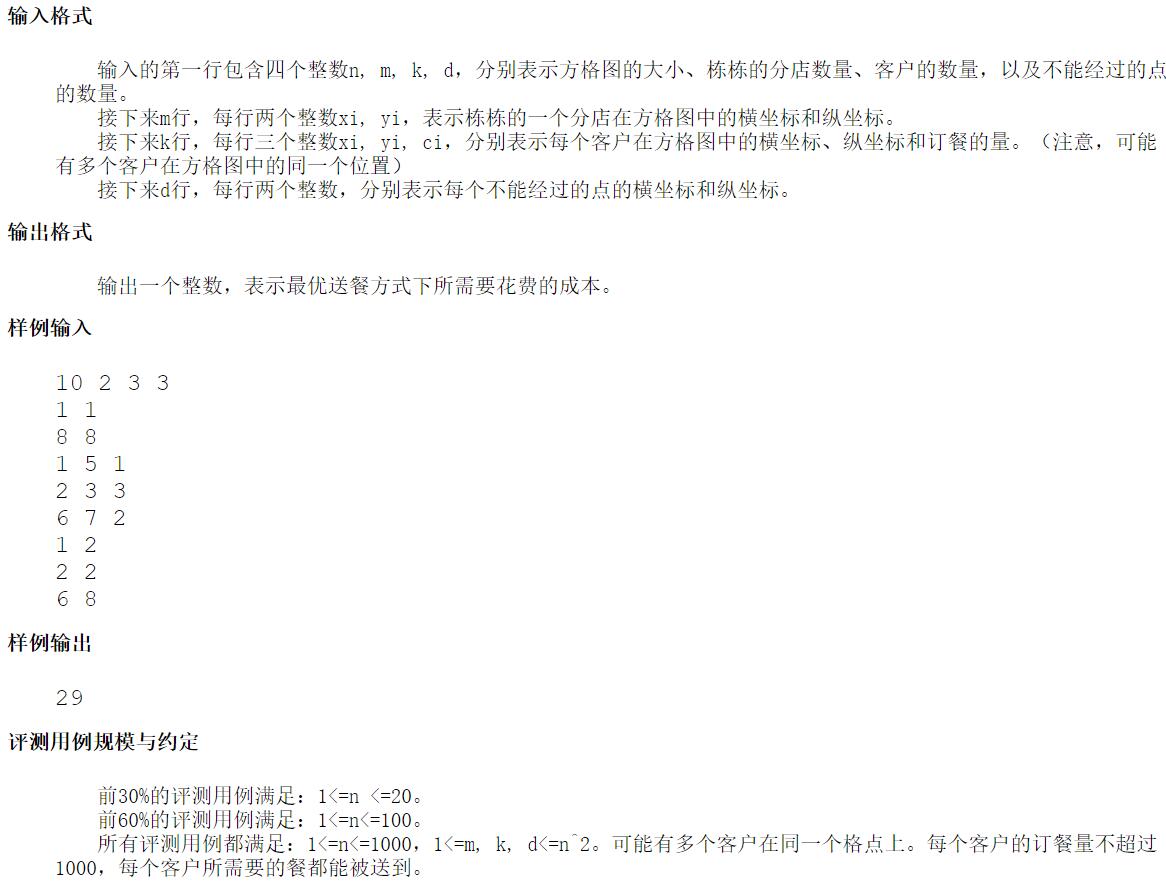 输入格式
输入的第一行包含四个整数n, m, k, d，分别表示方格图的大小、栋栋的分店数量、客户的数量，以及不能经过的点
的数量。
接下来m行，每行两个整数xi, yi，表示栋栋的一个分店在方格图中的横坐标和纵坐标。
接下来k行，每行三个整数xi, yi, ci，分别表示每个客户在方格图中的横坐标、纵坐标和订餐的量。（注意，可能
有多个客户在方格图中的同一个位置）
接下来d行，每行两个整数，分别表示每个不能经过的点的横坐标和纵坐标。
输出格式
输出一个整数，表示最优送餐方式下所需要花费的成本。
样例输入
10 2 3 3
1 1
8 8
1 5 1
2 3 3
6 7 2
1 2
2 2
6 8
样例输出
29
评测用例规模与约定
前30%的评测用例满足：1<=n <=20。
前60%的评测用例满足：1<=n<=100。
所有评测用例都满足：1<=n<=1000，1<=m, k, d<=n^2。可能有多个客户在同一个格点上。每个客户的订餐量不超过
1000，每个客户所需要的餐都能被送到。